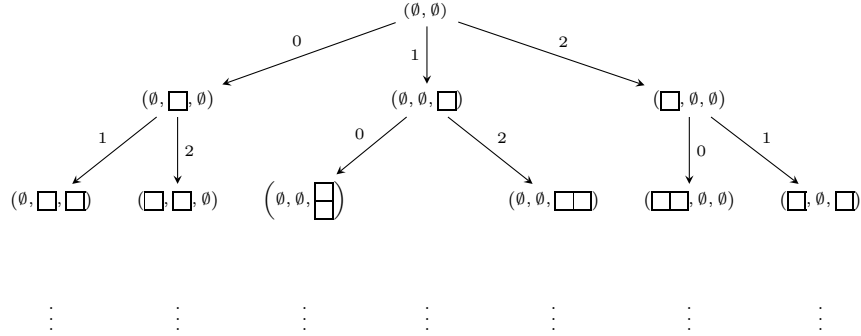 (∅, ∅)
0 1 2
(∅, □, ∅) (∅, ∅, □) (□, ∅, ∅)
1 2 0 2 0 1
(∅, □, □) (□, □, ∅) (∅, ∅, □□) (□□, ∅, ∅) (□, ∅, □)
⋮ ⋮ ⋮ ⋮ ⋮ ⋮ ⋮